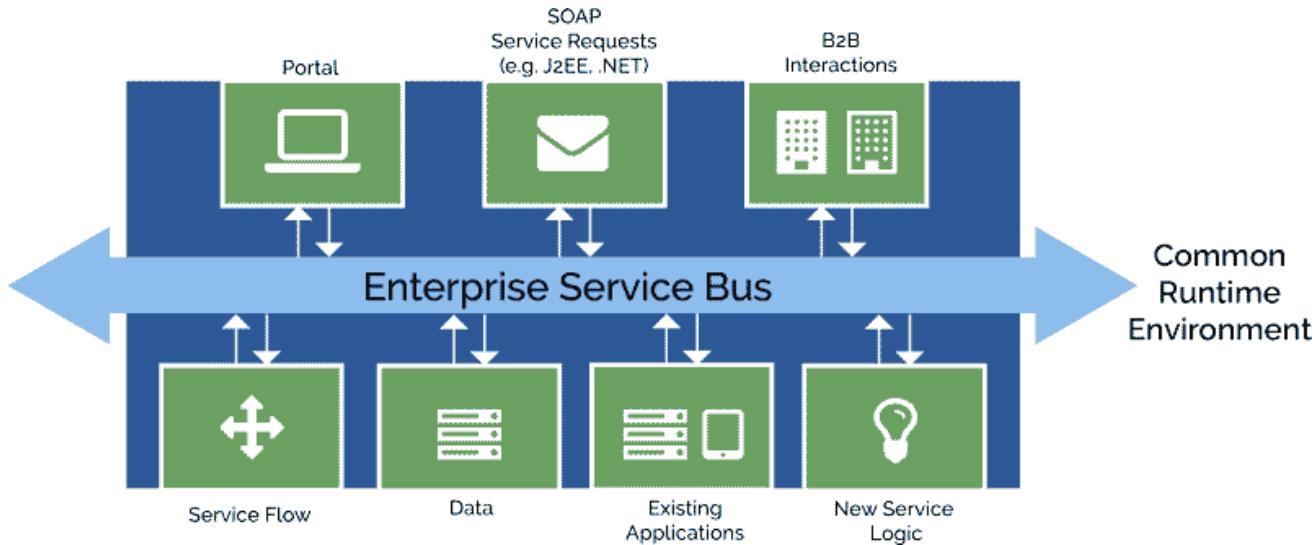 Portal
SOAP
Service Requests
(e.g. J2EE, .NET)
B2B
Interactions
Enterprise Service Bus
Common
Runtime
Environment
Service Flow
Data
Existing
Applications
New Service
Logic